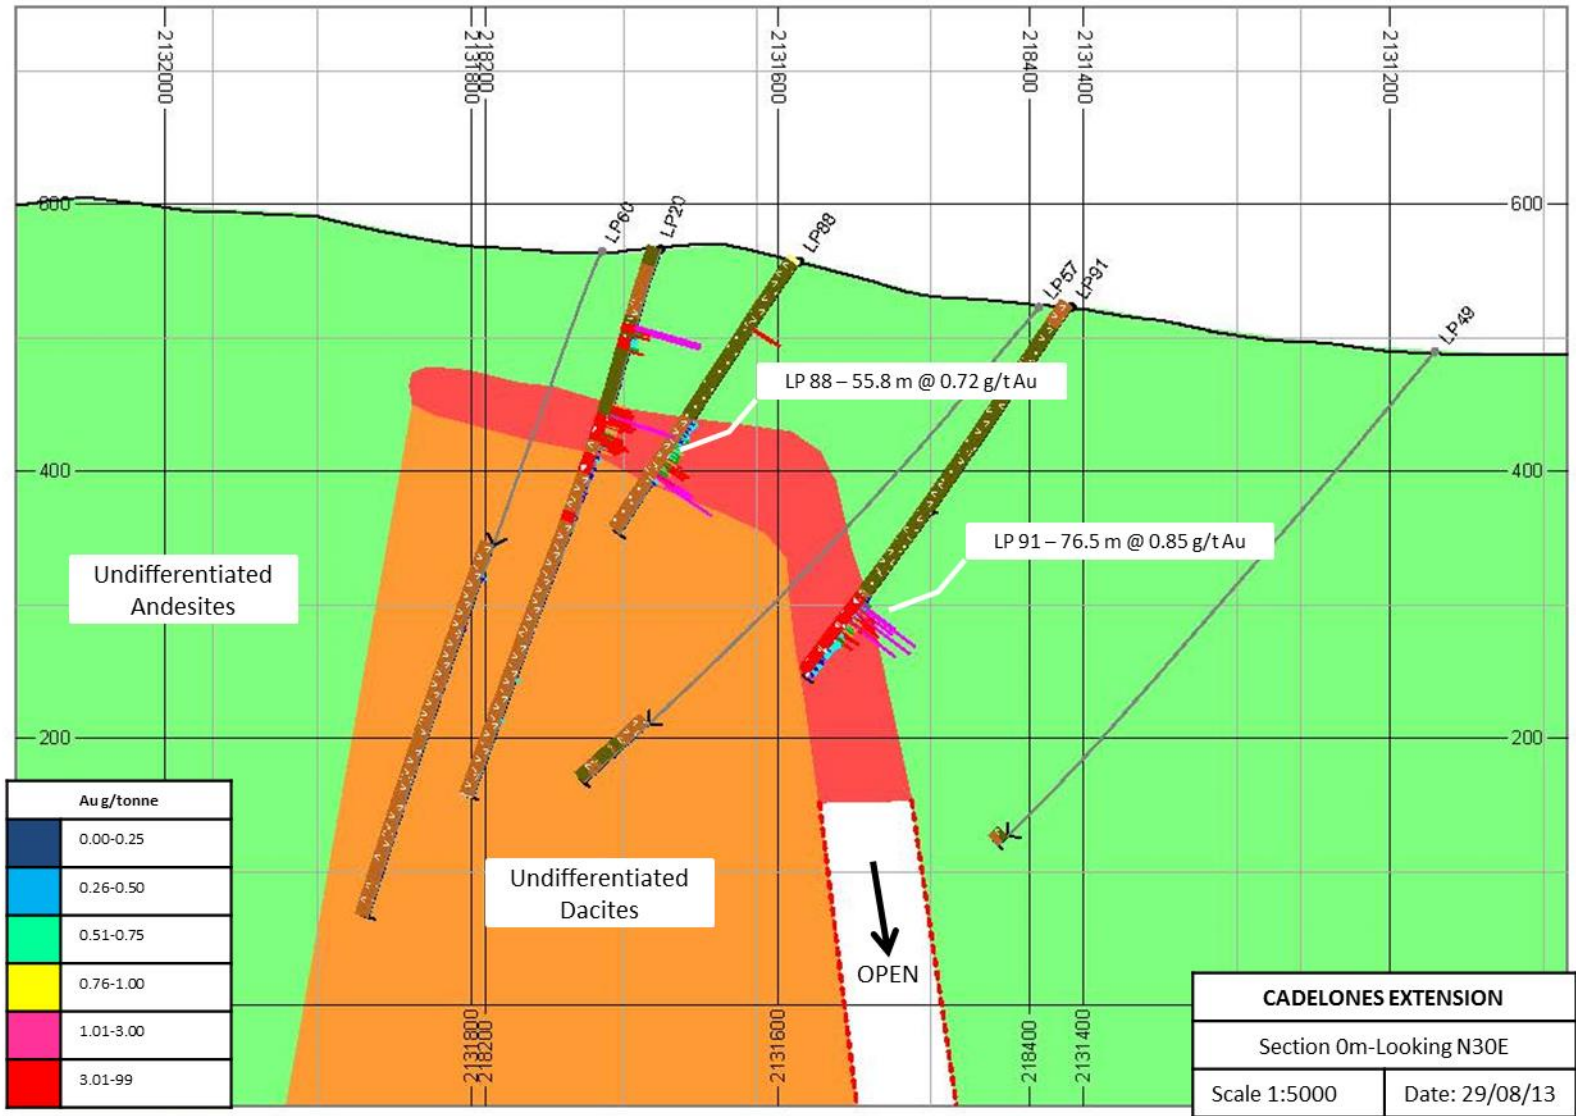 2132000
2131800
218200
2131600
218400
2131400
2131200
600
600
LP60
LP20
LP88
LP57
LP91
LP49
LP 88 – 55.8 m @ 0.72 g/t Au
400
400
LP 91 – 76.5 m @ 0.85 g/t Au
Undifferentiated
Andesites
200
200
Au g/tonne
0.00-0.25
0.26-0.50
0.51-0.75
0.76-1.00
1.01-3.00
3.01-99
Undifferentiated
Dacites
OPEN
2131800
218200
2131600
218400
2131400
CADELONES EXTENSION
Section 0m-Looking N30E
Scale 1:5000
Date: 29/08/13